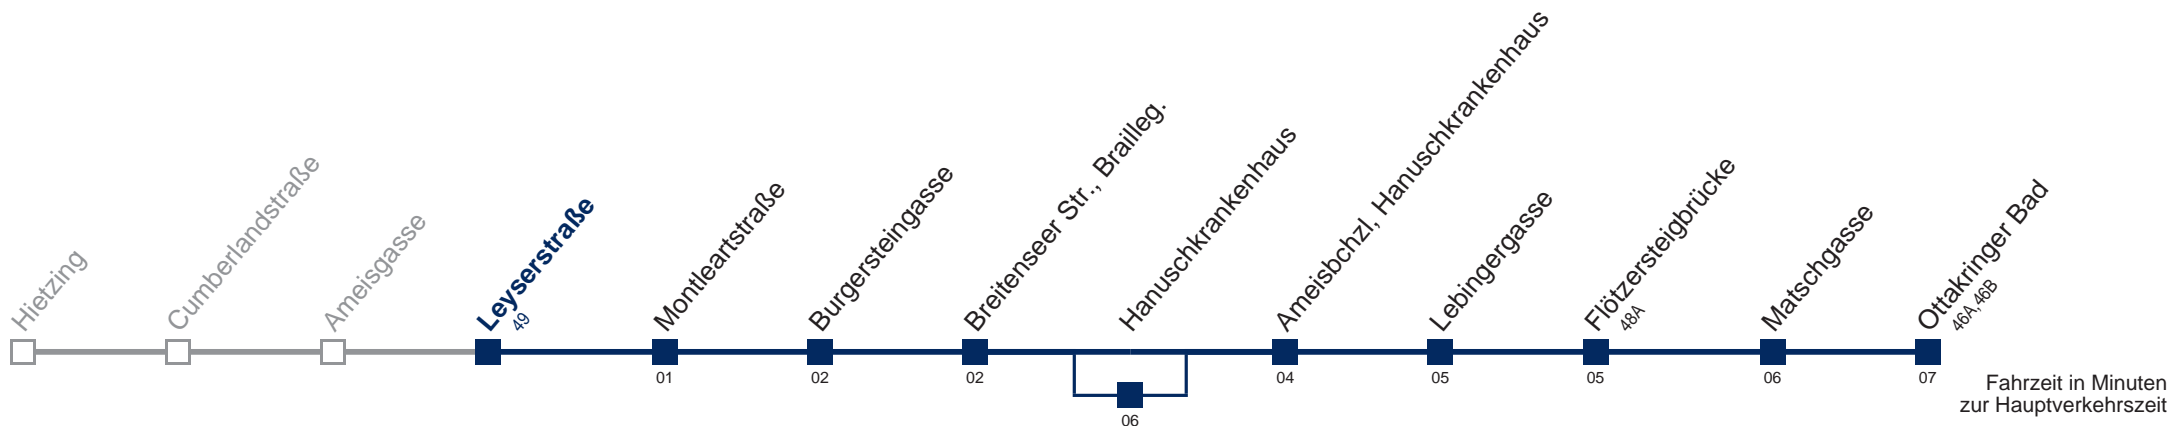 Hietzing
Cumberlandstraße
Ameisgasse
Leyserstraße
49
Montleartstraße
Burgersteingasse
Breitenseer Str., Brailleg.
Hanuschkrankenhaus
Ameisbchzl, Hanuschkrankenhaus
Lebingergasse
Flötzersteigbrücke
48A
Matschgasse
Ottakringer Bad
46A,46B
01
02
02
06
04
05
05
06
07
Fahrzeit in Minuten
zur Hauptverkehrszeit